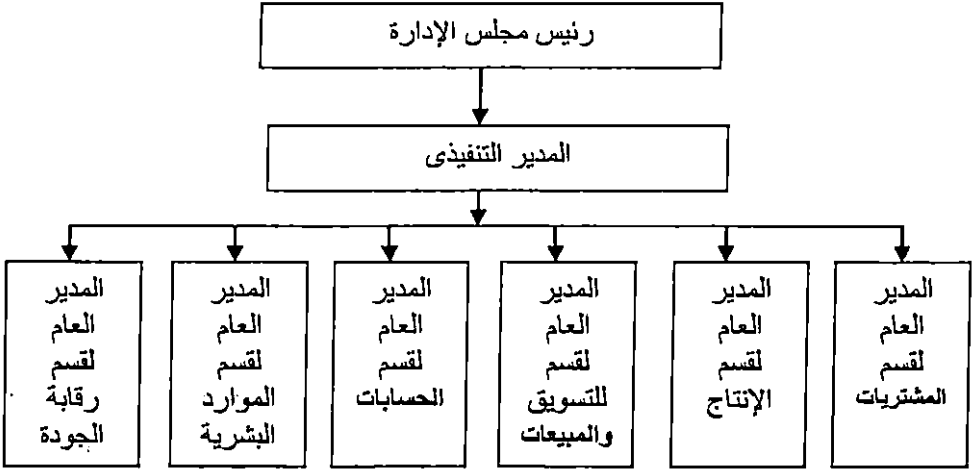 رئيس مجلس الإدارة
المدير التنفيذى
المدير
العام
لقسم
المشتريات
المدير
العام
لقسم
الإنتاج
المدير
العام
لقسم
للتسويق
والمبيعات
المدير
العام
لقسم
الحسابات
المدير
العام
لقسم
الموارد
البشرية
المدير
العام
لقسم
رقابة
الجودة